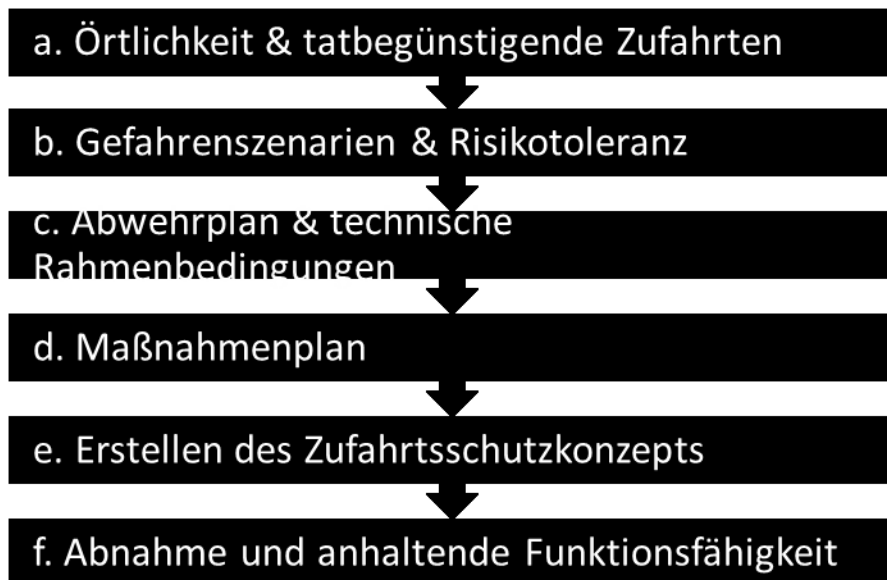 a. Örtlichkeit & tatbegünstigende Zufahrten
b. Gefahrenszenarien & Risikotoleranz
c. Abwehrplan & technische
Rahmenbedingungen
d. Maßnahmenplan
e. Erstellen des Zufahrtsschutzkonzepts
f. Abnahme und anhaltende Funktionsfähigkeit